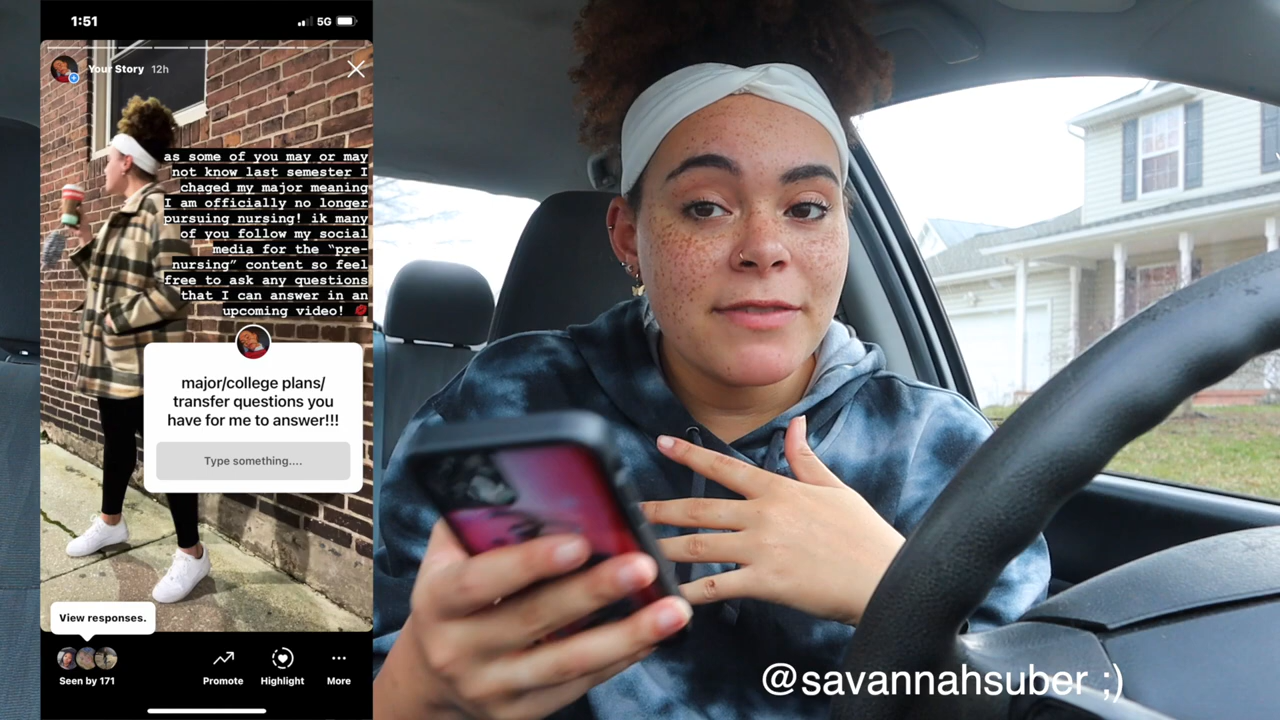 1:51
5G
Your Story 12h
as some of you may or may
not know last semester I
chaged my major meaning
I am officially no longer
pursuing nursing! ik many
of you follow my social
media for the “pre-
nursing” content so feel
free to ask any questions
that I can answer in an
upcoming video! 💋
major/college plans/
transfer questions you
have for me to answer!!!
Type something....
View responses.
Seen by 171
Promote
Highlight
More
@savannahsuber ;)